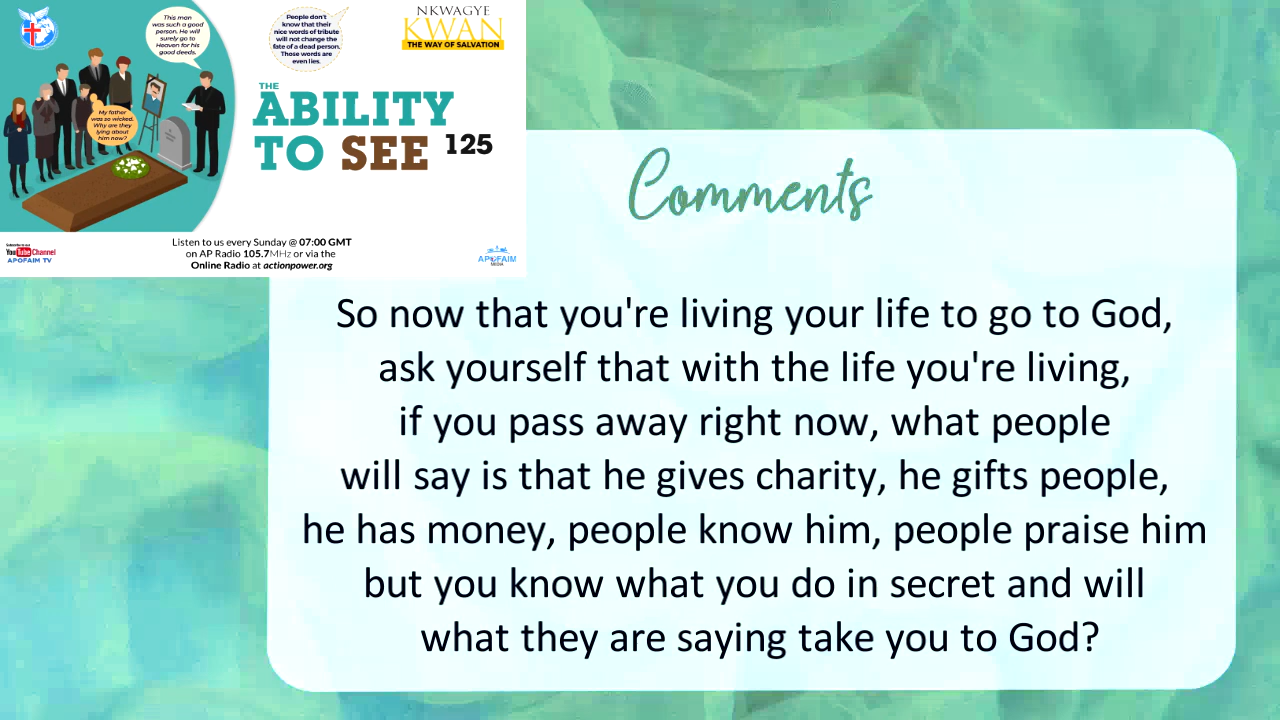 This man
was such a good
person. He will
surely go to
Heaven for his
good deeds.
My father
was so wicked.
Why are they
lying about
him now?
People don't
know that their
nice words of tribute
will not change the
fate of a dead person.
Those words are
even lies.
NKWAGYE
KWAN
THE WAY OF SALVATION
THE
ABILITY
TO SEE 125
Subscribe to our
YouTube Channel
APOFAIM TV
Listen to us every Sunday @ 07:00 GMT
on AP Radio 105.7MHz or via the
Online Radio at actionpower.org
APOFAIM
MEDIA
Comments
So now that you're living your life to go to God,
ask yourself that with the life you're living,
if you pass away right now, what people
will say is that he gives charity, he gifts people,
he has money, people know him, people praise him
but you know what you do in secret and will
what they are saying take you to God?